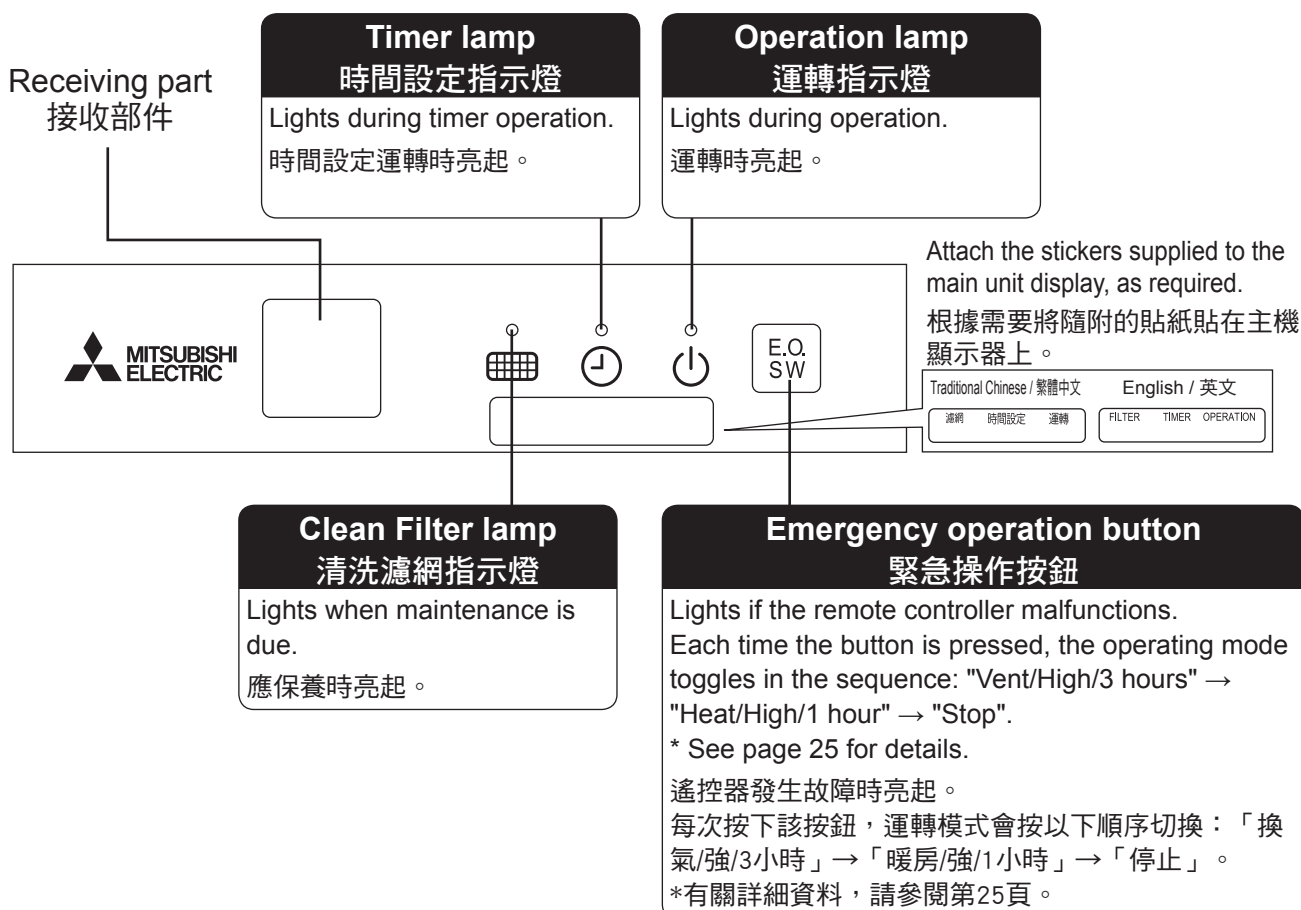 Receiving part
接收部件
Timer lamp
時間設定指示燈
Lights during timer operation.
時間設定運轉時亮起。
Operation lamp
運轉指示燈
Lights during operation.
運轉時亮起。
MITSUBISHI
ELECTRIC
E.O.
SW
Attach the stickers supplied to the
main unit display, as required.
根據需要將隨附的貼紙貼在主機
顯示器上。
Traditional Chinese / 繁體中文
濾網 時間設定 運轉
English / 英文
FILTER TIMER OPERATION
Clean Filter lamp
清洗濾網指示燈
Lights when maintenance is
due.
應保養時亮起。
Emergency operation button
緊急操作按鈕
Lights if the remote controller malfunctions.
Each time the button is pressed, the operating mode
toggles in the sequence: "Vent/High/3 hours" →
"Heat/High/1 hour" → "Stop".
* See page 25 for details.
遙控器發生故障時亮起。
每次按下該按鈕，運轉模式會按以下順序切換：「換
氣/強/3小時」→「暖房/強/1小時」→「停止」。
*有關詳細資料，請參閱第25頁。